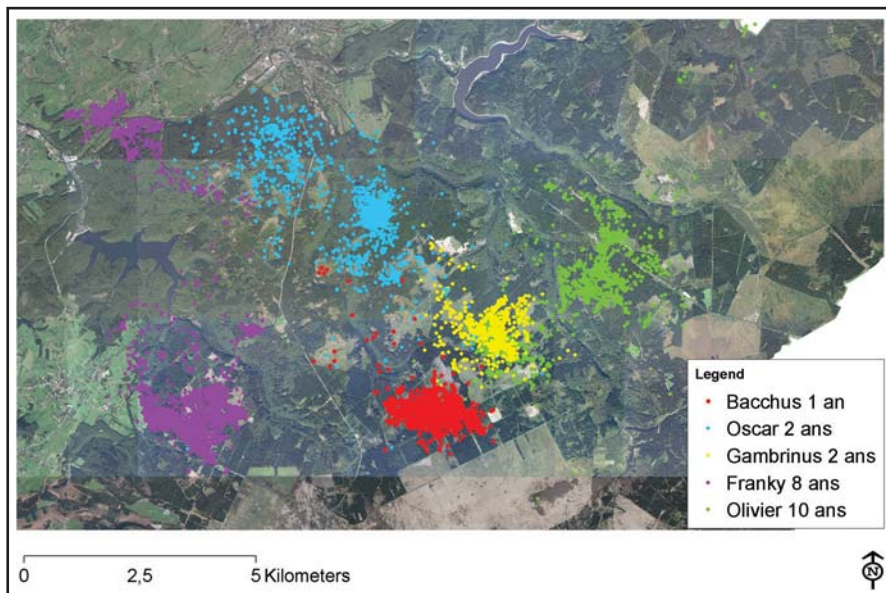 Legend
Bacchus 1 an
Oscar 2 ans
Gambrinus 2 ans
Franky 8 ans
Olivier 10 ans
0 2,5 5 Kilometers
N